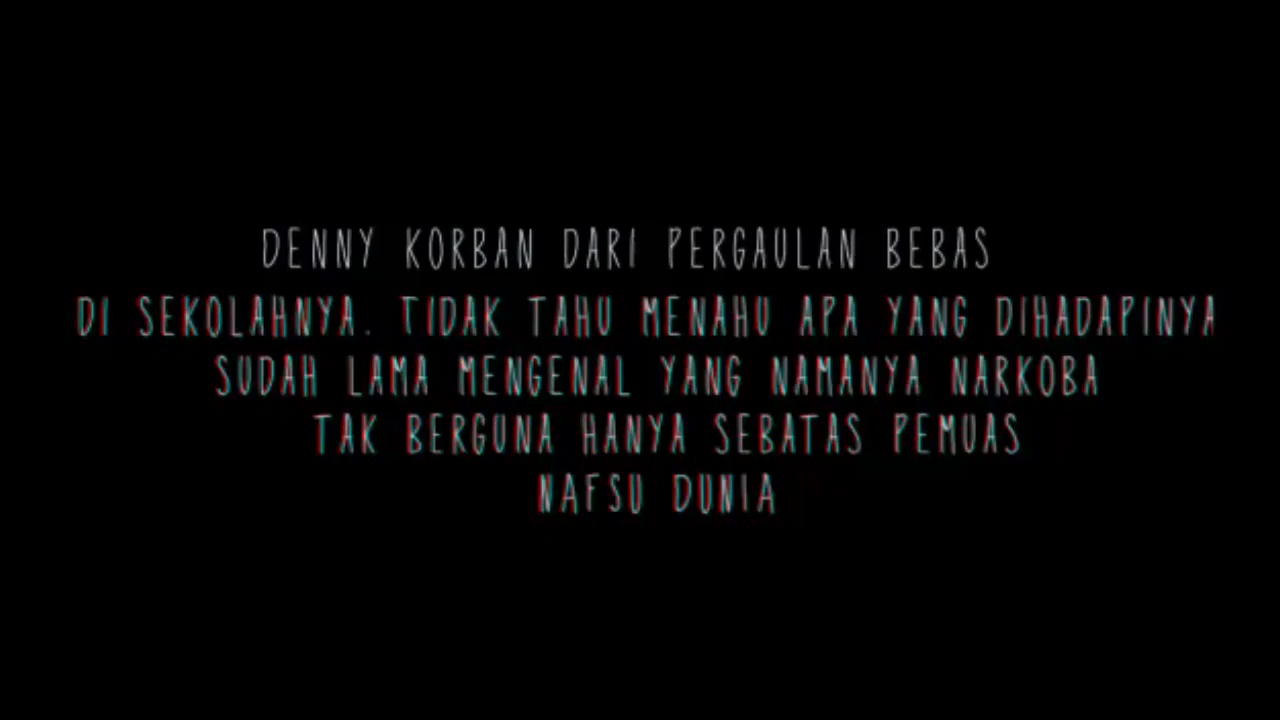 DENNY KORBAN DARI PERGAULAN BEBAS
DI SEKOLAHNYA. TIDAK TAHU MENAHU APA YANG DIHADAPINYA
SUDAH LAMA MENGENAL YANG NAMANYA NARKOBA
TAK BERGUNA HANYA SEBATAS PEMUAS
NAFSU DUNIA